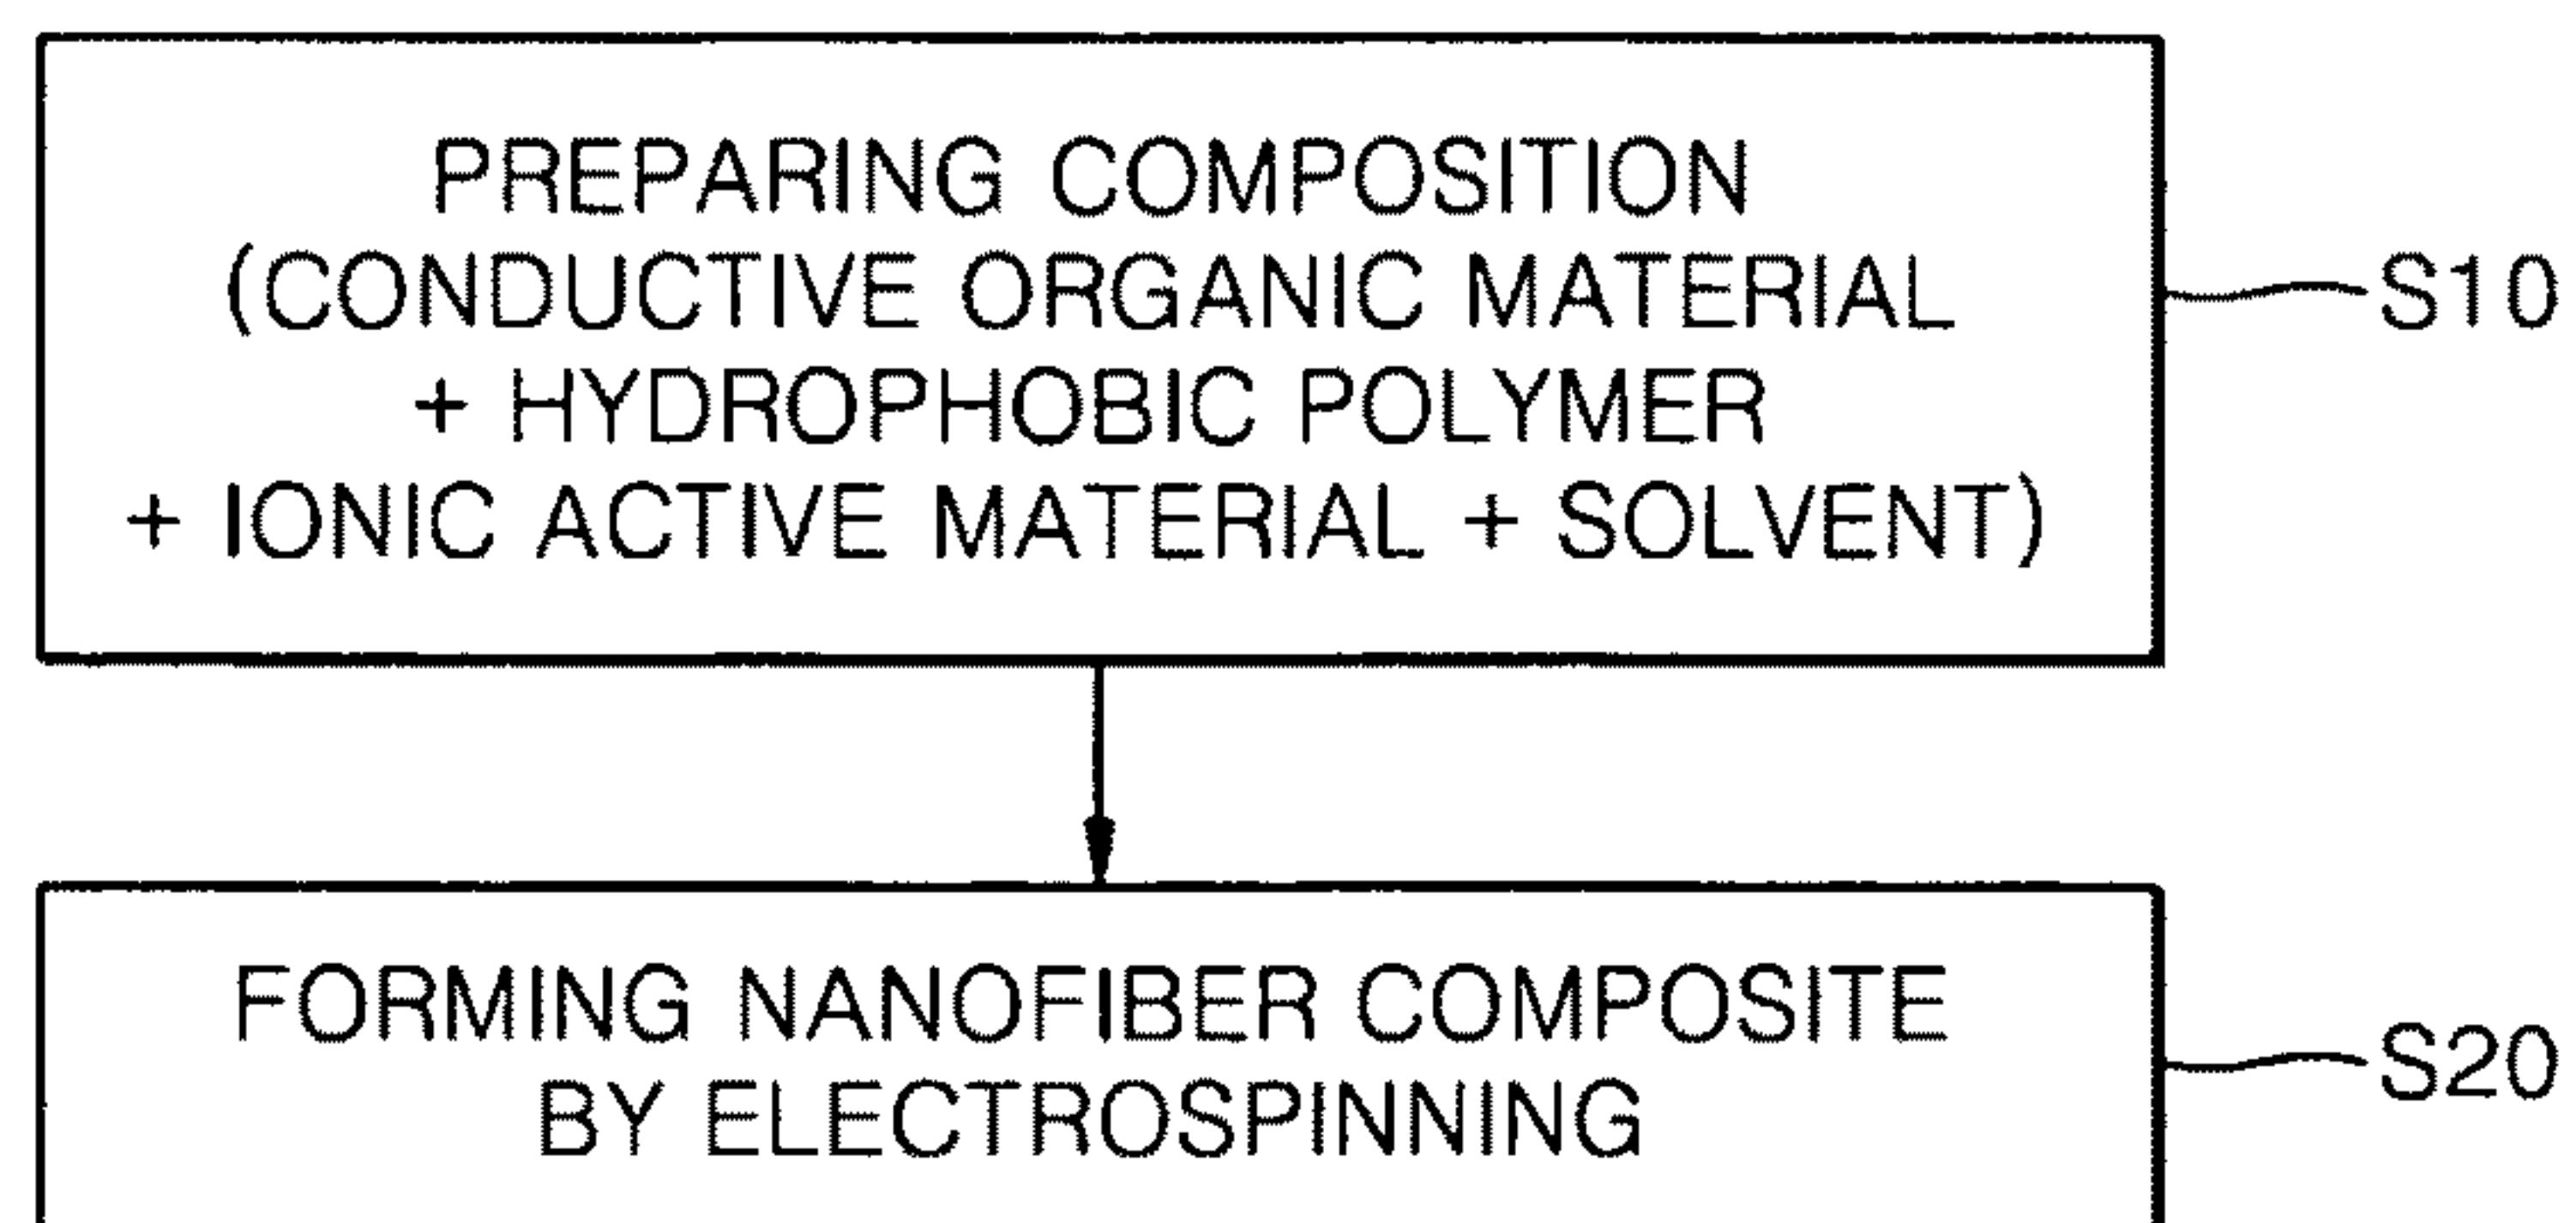 PREPARING COMPOSITION
(CONDUCTIVE ORGANIC MATERIAL
+ HYDROPHOBIC POLYMER
+ IONIC ACTIVE MATERIAL + SOLVENT)
S10
FORMING NANOFIBER COMPOSITE
BY ELECTROSPINNING
S20